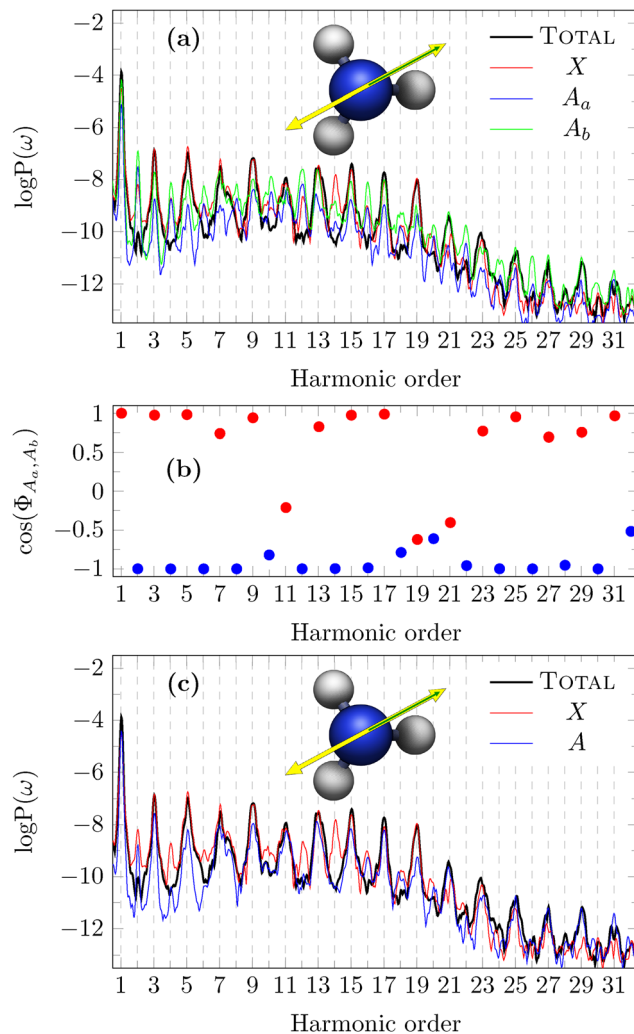 (a)
TOTAL
X
A_a
A_b
logP(ω)
−2
−4
−6
−8
−10
−12
1 3 5 7 9 11 13 15 17 19 21 23 25 27 29 31
Harmonic order
(b)
cos(Φ_{A_a,A_b})
1
0.5
0
−0.5
−1
1 3 5 7 9 11 13 15 17 19 21 23 25 27 28 31
Harmonic order
(c)
TOTAL
X
A
logP(ω)
−2
−4
−6
−8
−10
−12
1 3 5 7 9 11 13 15 17 19 21 23 25 27 29 31
Harmonic order